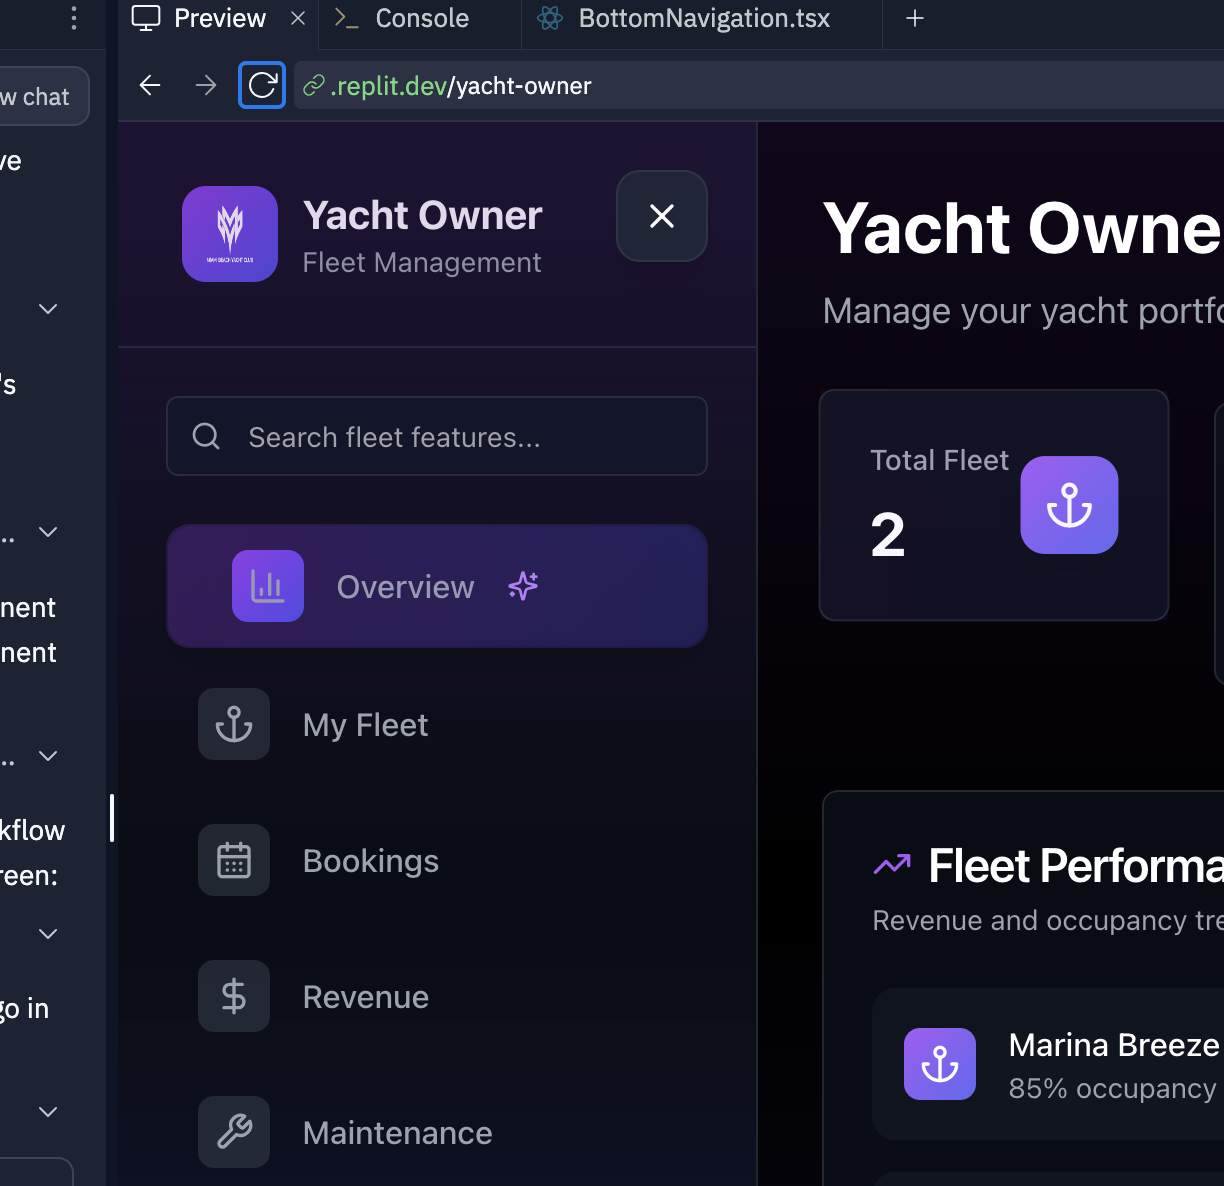 Preview
Console
BottomNavigation.tsx
w chat
.replit.dev/yacht-owner
ve
's
..
nent
nent
..
kflow
reen:
go in
Yacht Owner
Fleet Management
Search fleet features...
Overview
My Fleet
Bookings
Revenue
Maintenance
Yacht Owne
Manage your yacht portfo
Total Fleet
2
Fleet Performa
Revenue and occupancy tre
Marina Breeze
85% occupancy